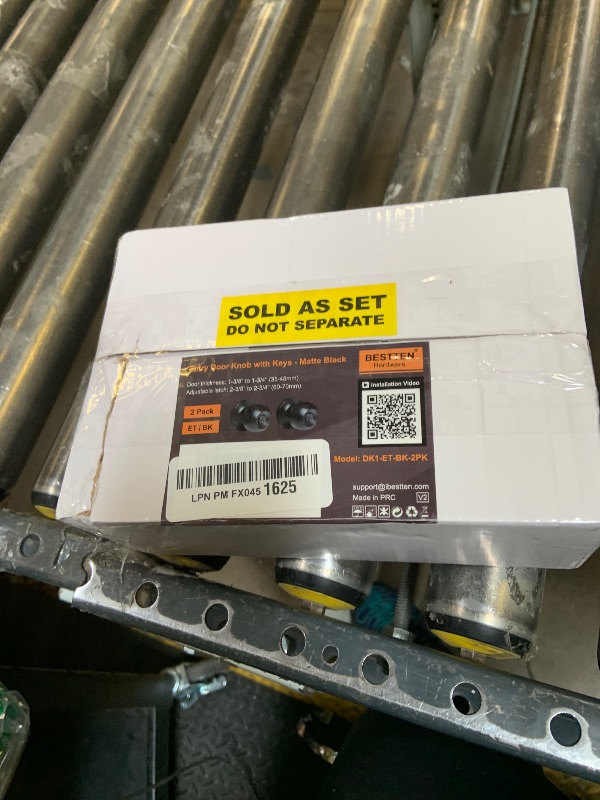 SOLD AS SET
DO NOT SEPARATE
Entry Door Knob with Keys - Matte Black
BESTTEN
Hardware
Door thickness: 1-3/8" to 1-3/4" (35-45mm)
Adjustable latch: 2-3/8" to 2-3/4" (60-70mm)
Installation Video
2 Pack
ET / BK
Model: DK1-ET-BK-2PK
LPN PM FX045 1625
support@ibestten.com
Made in PRC
V2